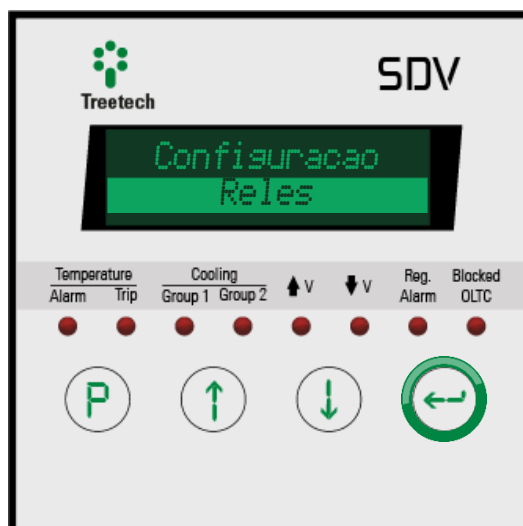 Treetech
SDV
Configuracao
Reles
Temperature
Alarm Trip
Cooling
Group 1 Group 2
V
V
Reg.
Alarm
Blocked
OLTC
P